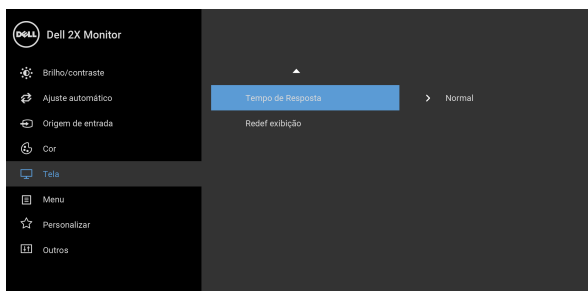 DELL Dell 2X Monitor
Brilho/contraste
Ajuste automático
Tempo de Resposta Normal
Origem de entrada
Redef exibição
Cor
Tela
Menu
Personalizar
Outros